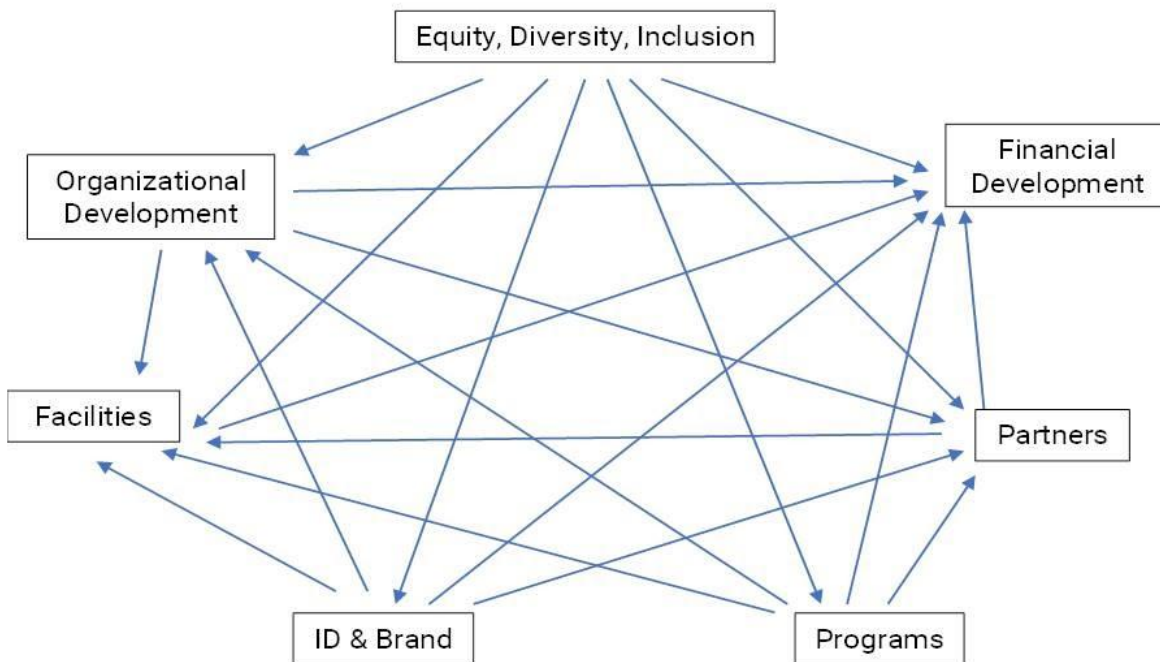 Equity, Diversity, Inclusion
Financial
Development
Organizational
Development
Facilities
Partners
ID & Brand
Programs